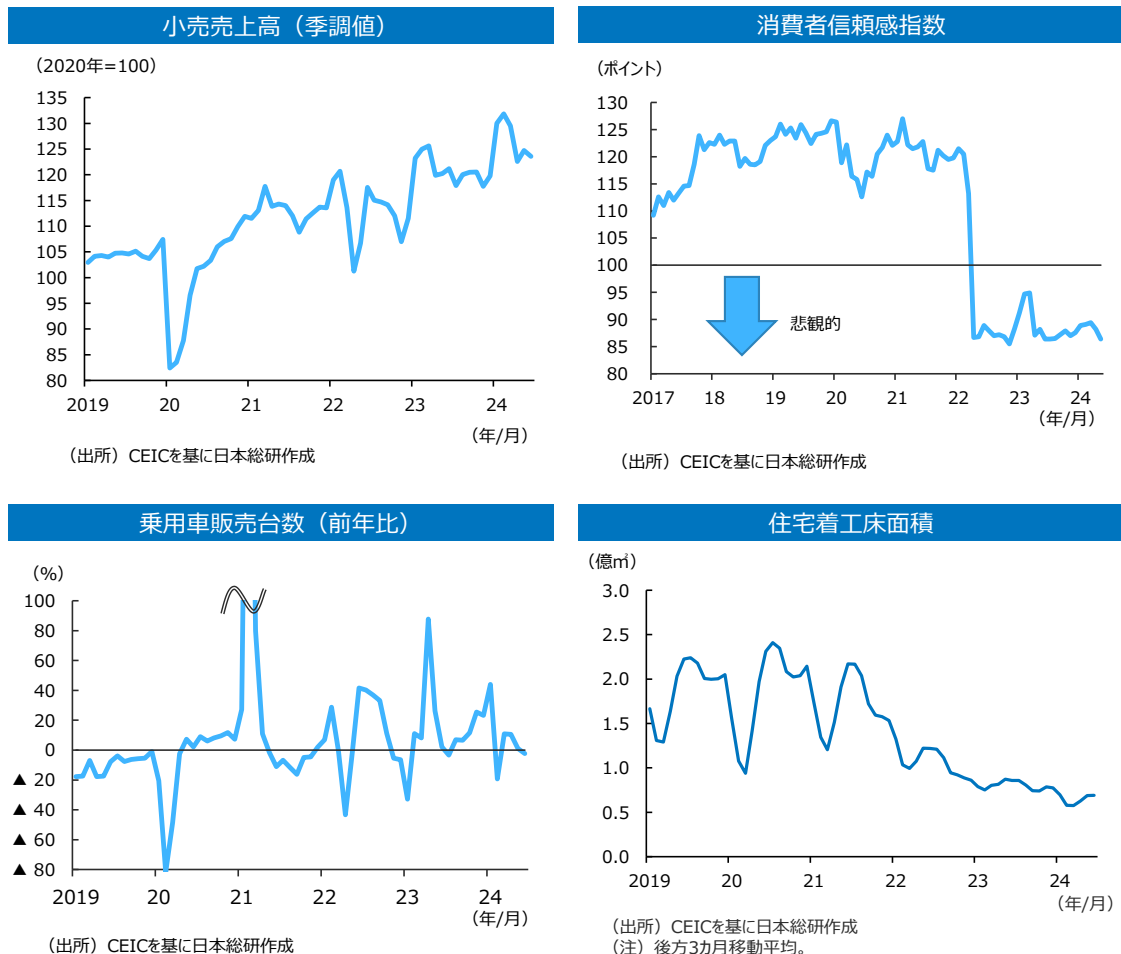 小売売上高（季調値）
（2020年=100）
135
130
125
120
115
110
105
100
95
90
85
80
2019 20 21 22 23 24
（年/月）
（出所）CEICを基に日本総研作成
消費者信頼感指数
（ポイント）
130
125
120
115
110
105
100
95
90
85
80
悲観的
2017 18 19 20 21 22 23 24
（年/月）
（出所）CEICを基に日本総研作成
乗用車販売台数（前年比）
（%）
100
80
60
40
20
0
▲ 20
▲ 40
▲ 60
▲ 80
2019 20 21 22 23 24
（年/月）
（出所）CEICを基に日本総研作成
住宅着工床面積
（億㎡）
3.0
2.5
2.0
1.5
1.0
0.5
0.0
2019 20 21 22 23 24
（年/月）
（出所）CEICを基に日本総研作成
（注）後方3カ月移動平均。